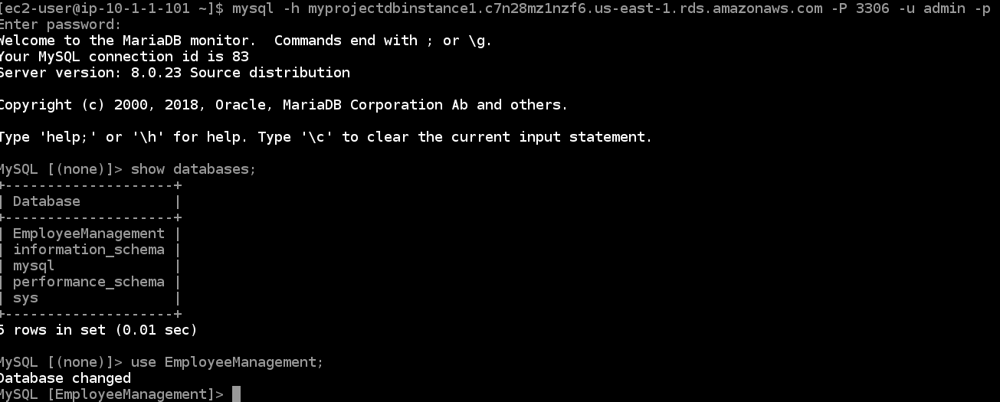 [ec2-user@ip-10-1-1-101 ~]$ mysql -h myprojectdbinstance1.c7n28mz1nzf6.us-east-1.rds.amazonaws.com -P 3306 -u admin -p
Enter password:
Welcome to the MariaDB monitor.  Commands end with ; or \g.
Your MySQL connection id is 83
Server version: 8.0.23 Source distribution

Copyright (c) 2000, 2018, Oracle, MariaDB Corporation Ab and others.

Type 'help;' or '\h' for help. Type '\c' to clear the current input statement.

MySQL [(none)]> show databases;
+--------------------+
| Database           |
+--------------------+
| EmployeeManagement |
| information_schema |
| mysql              |
| performance_schema |
| sys                |
+--------------------+
5 rows in set (0.01 sec)

MySQL [(none)]> use EmployeeManagement;
Database changed
MySQL [EmployeeManagement]>